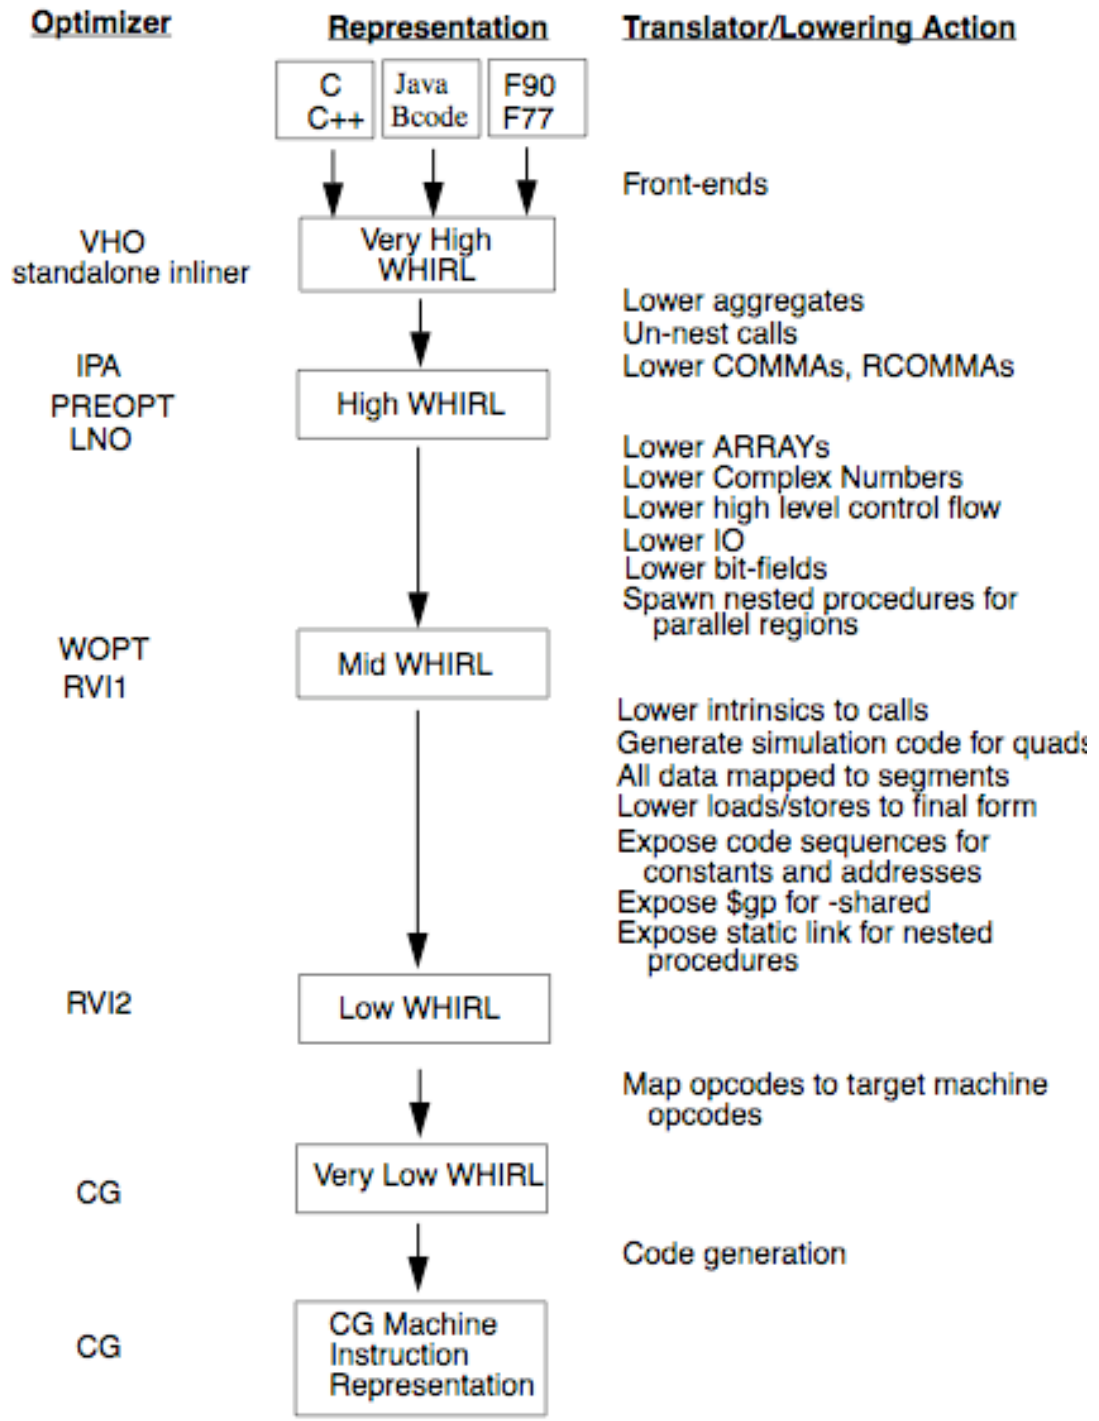 Optimizer
Representation
Translator/Lowering Action
C
C++
Java
Bcode
F90
F77
Front-ends
VHO
standalone inliner
Very High
WHIRL
Lower aggregates
Un-nest calls
Lower COMMAs, RCOMMAs
IPA
PREOPT
LNO
High WHIRL
Lower ARRAYs
Lower Complex Numbers
Lower high level control flow
Lower IO
Lower bit-fields
Spawn nested procedures for
parallel regions
WOPT
RVI1
Mid WHIRL
Lower intrinsics to calls
Generate simulation code for quads
All data mapped to segments
Lower loads/stores to final form
Expose code sequences for
constants and addresses
Expose $gp for -shared
Expose static link for nested
procedures
RVI2
Low WHIRL
Map opcodes to target machine
opcodes
CG
Very Low WHIRL
Code generation
CG
CG Machine
Instruction
Representation